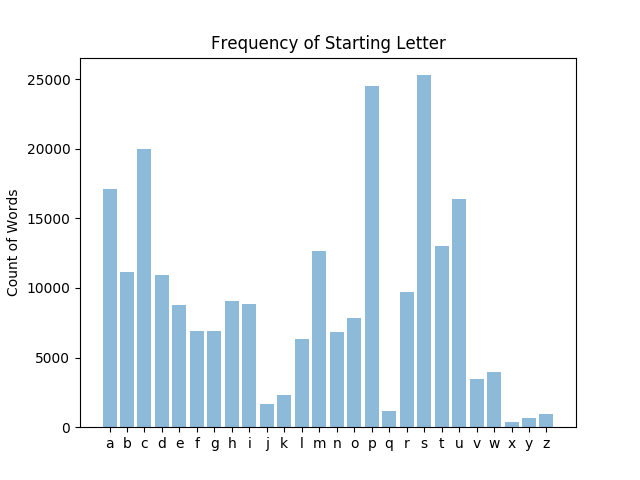 Frequency of Starting Letter
Count of Words
25000
20000
15000
10000
5000
0
a b c d e f g h i j k l m n o p q r s t u v w x y z